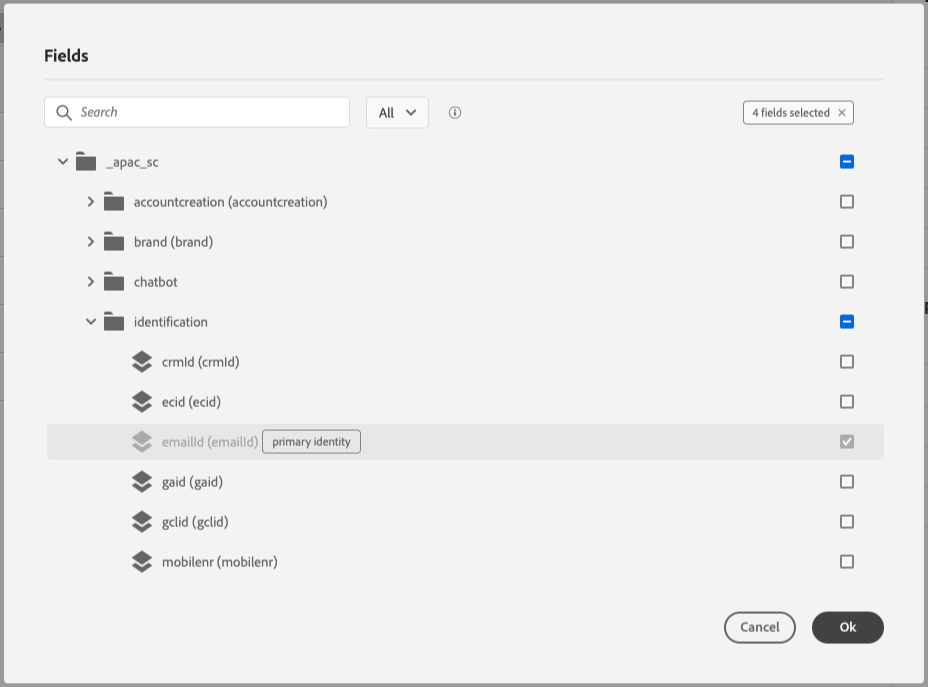 Fields
Search
All
4 fields selected
_apac_sc
accountcreation (accountcreation)
brand (brand)
chatbot
identification
crmId (crmId)
ecid (ecid)
emailId (emailId) primary identity
gaid (gaid)
gclid (gclid)
mobilenr (mobilenr)
Cancel
Ok